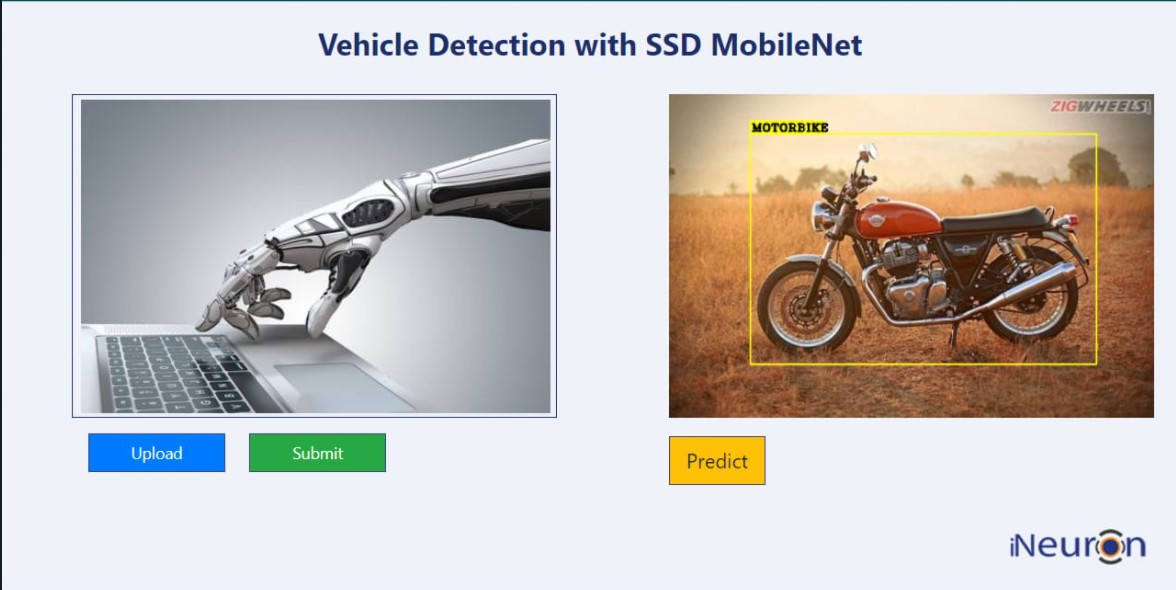 Vehicle Detection with SSD MobileNet
ZIGWHEELS
MOTORBIKE
Upload
Submit
Predict
iNeuron